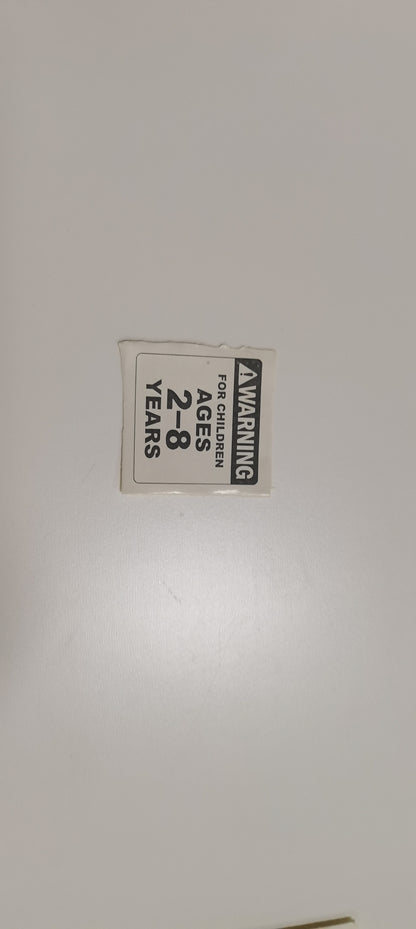 ⚠WARNING
FOR CHILDREN
AGES
2–8
YEARS